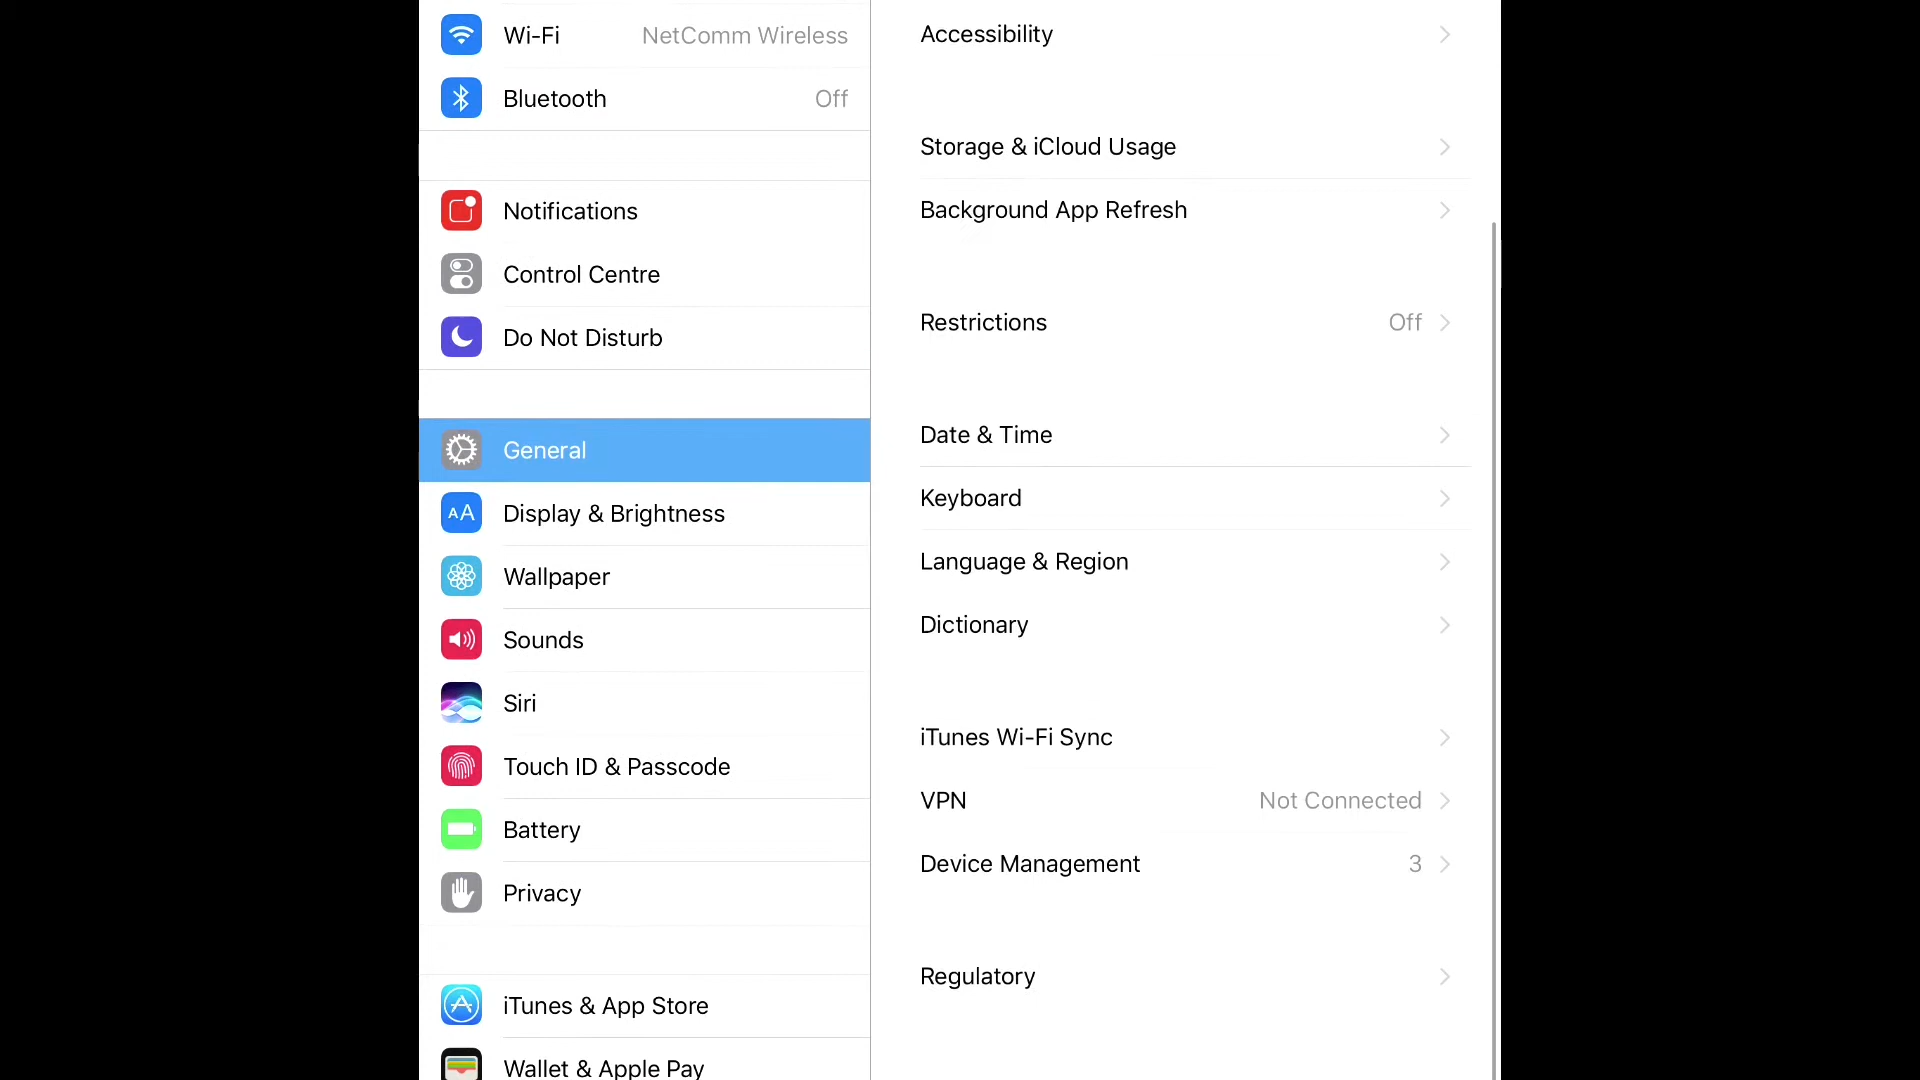 Wi-Fi NetComm Wireless
Bluetooth Off
Notifications
Control Centre
Do Not Disturb
General
AA Display & Brightness
Wallpaper
Sounds
Siri
Touch ID & Passcode
Battery
Privacy
iTunes & App Store
Wallet & Apple Pay
Accessibility
Storage & iCloud Usage
Background App Refresh
Restrictions Off
Date & Time
Keyboard
Language & Region
Dictionary
iTunes Wi-Fi Sync
VPN Not Connected
Device Management 3
Regulatory